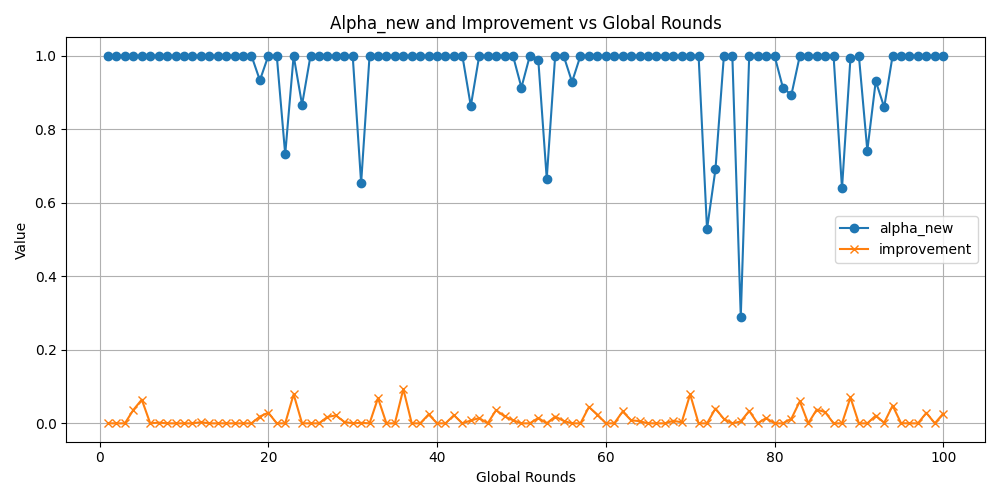 Alpha_new and Improvement vs Global Rounds
1.0
0.8
0.6
0.4
0.2
0.0
Value
alpha_new
improvement
0 20 40 60 80 100
Global Rounds